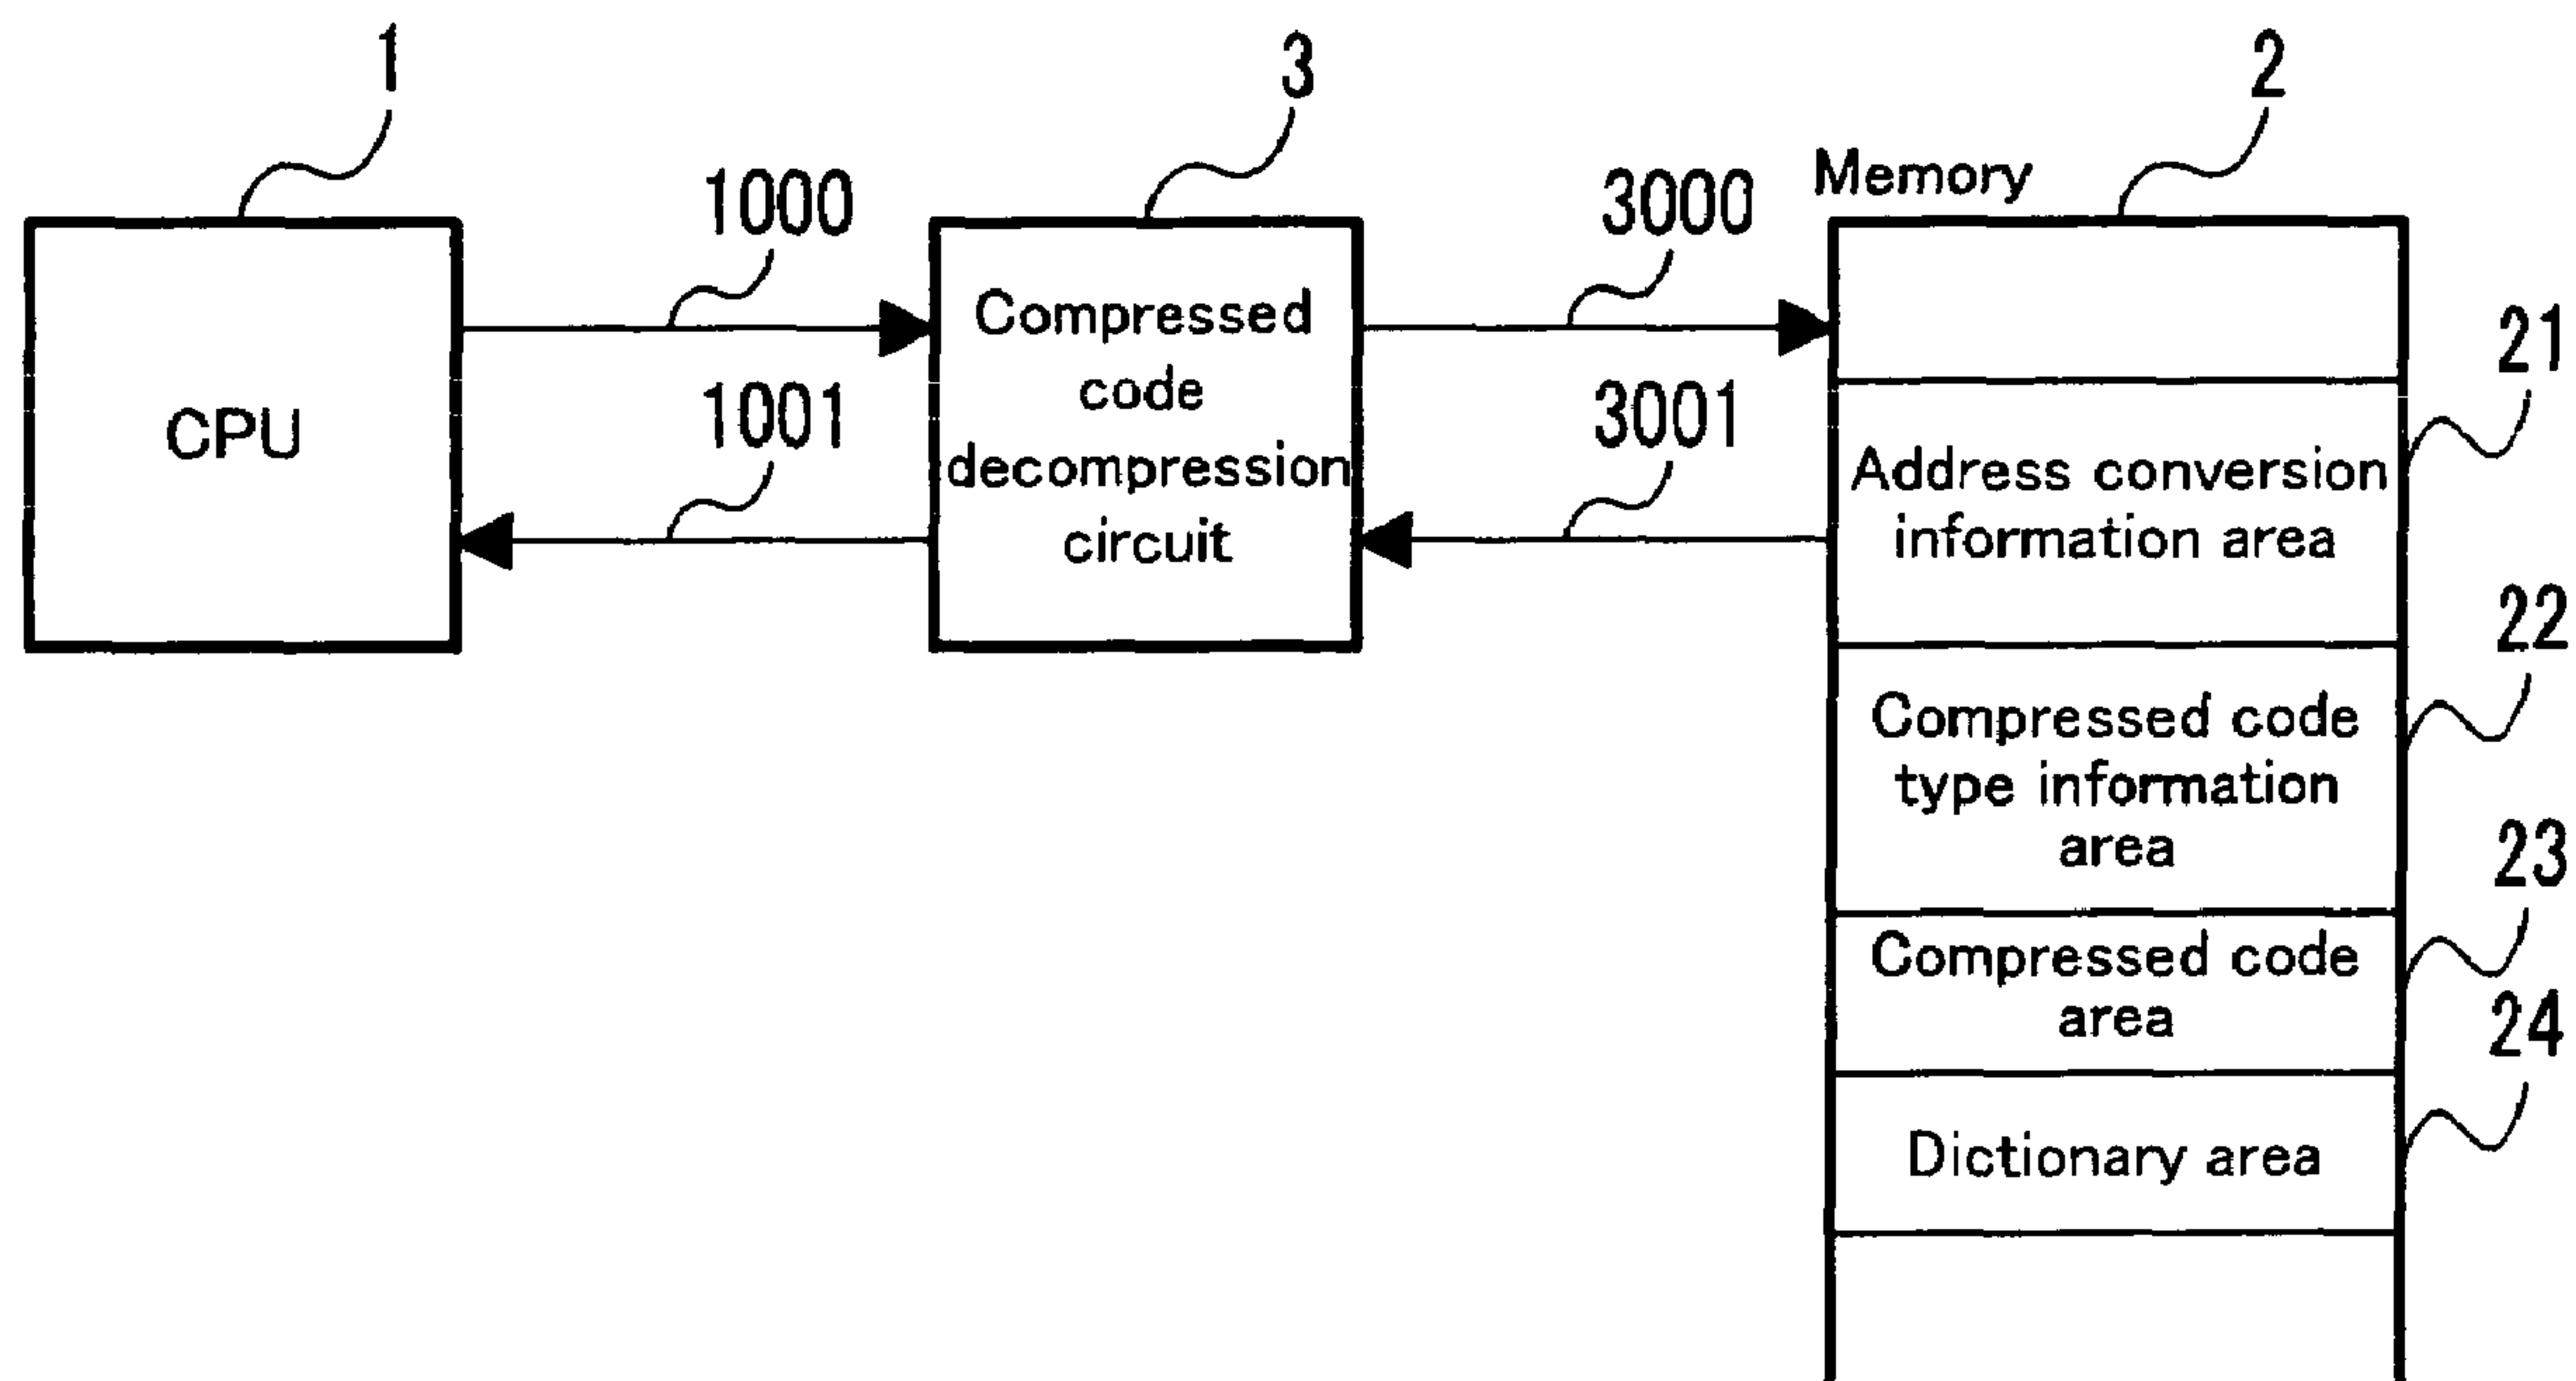 1
3
2
Memory
1000
3000
CPU
Compressed
code
decompression
circuit
1001
3001
21
Address conversion
information area
22
Compressed code
type information
area
23
Compressed code
area
24
Dictionary area